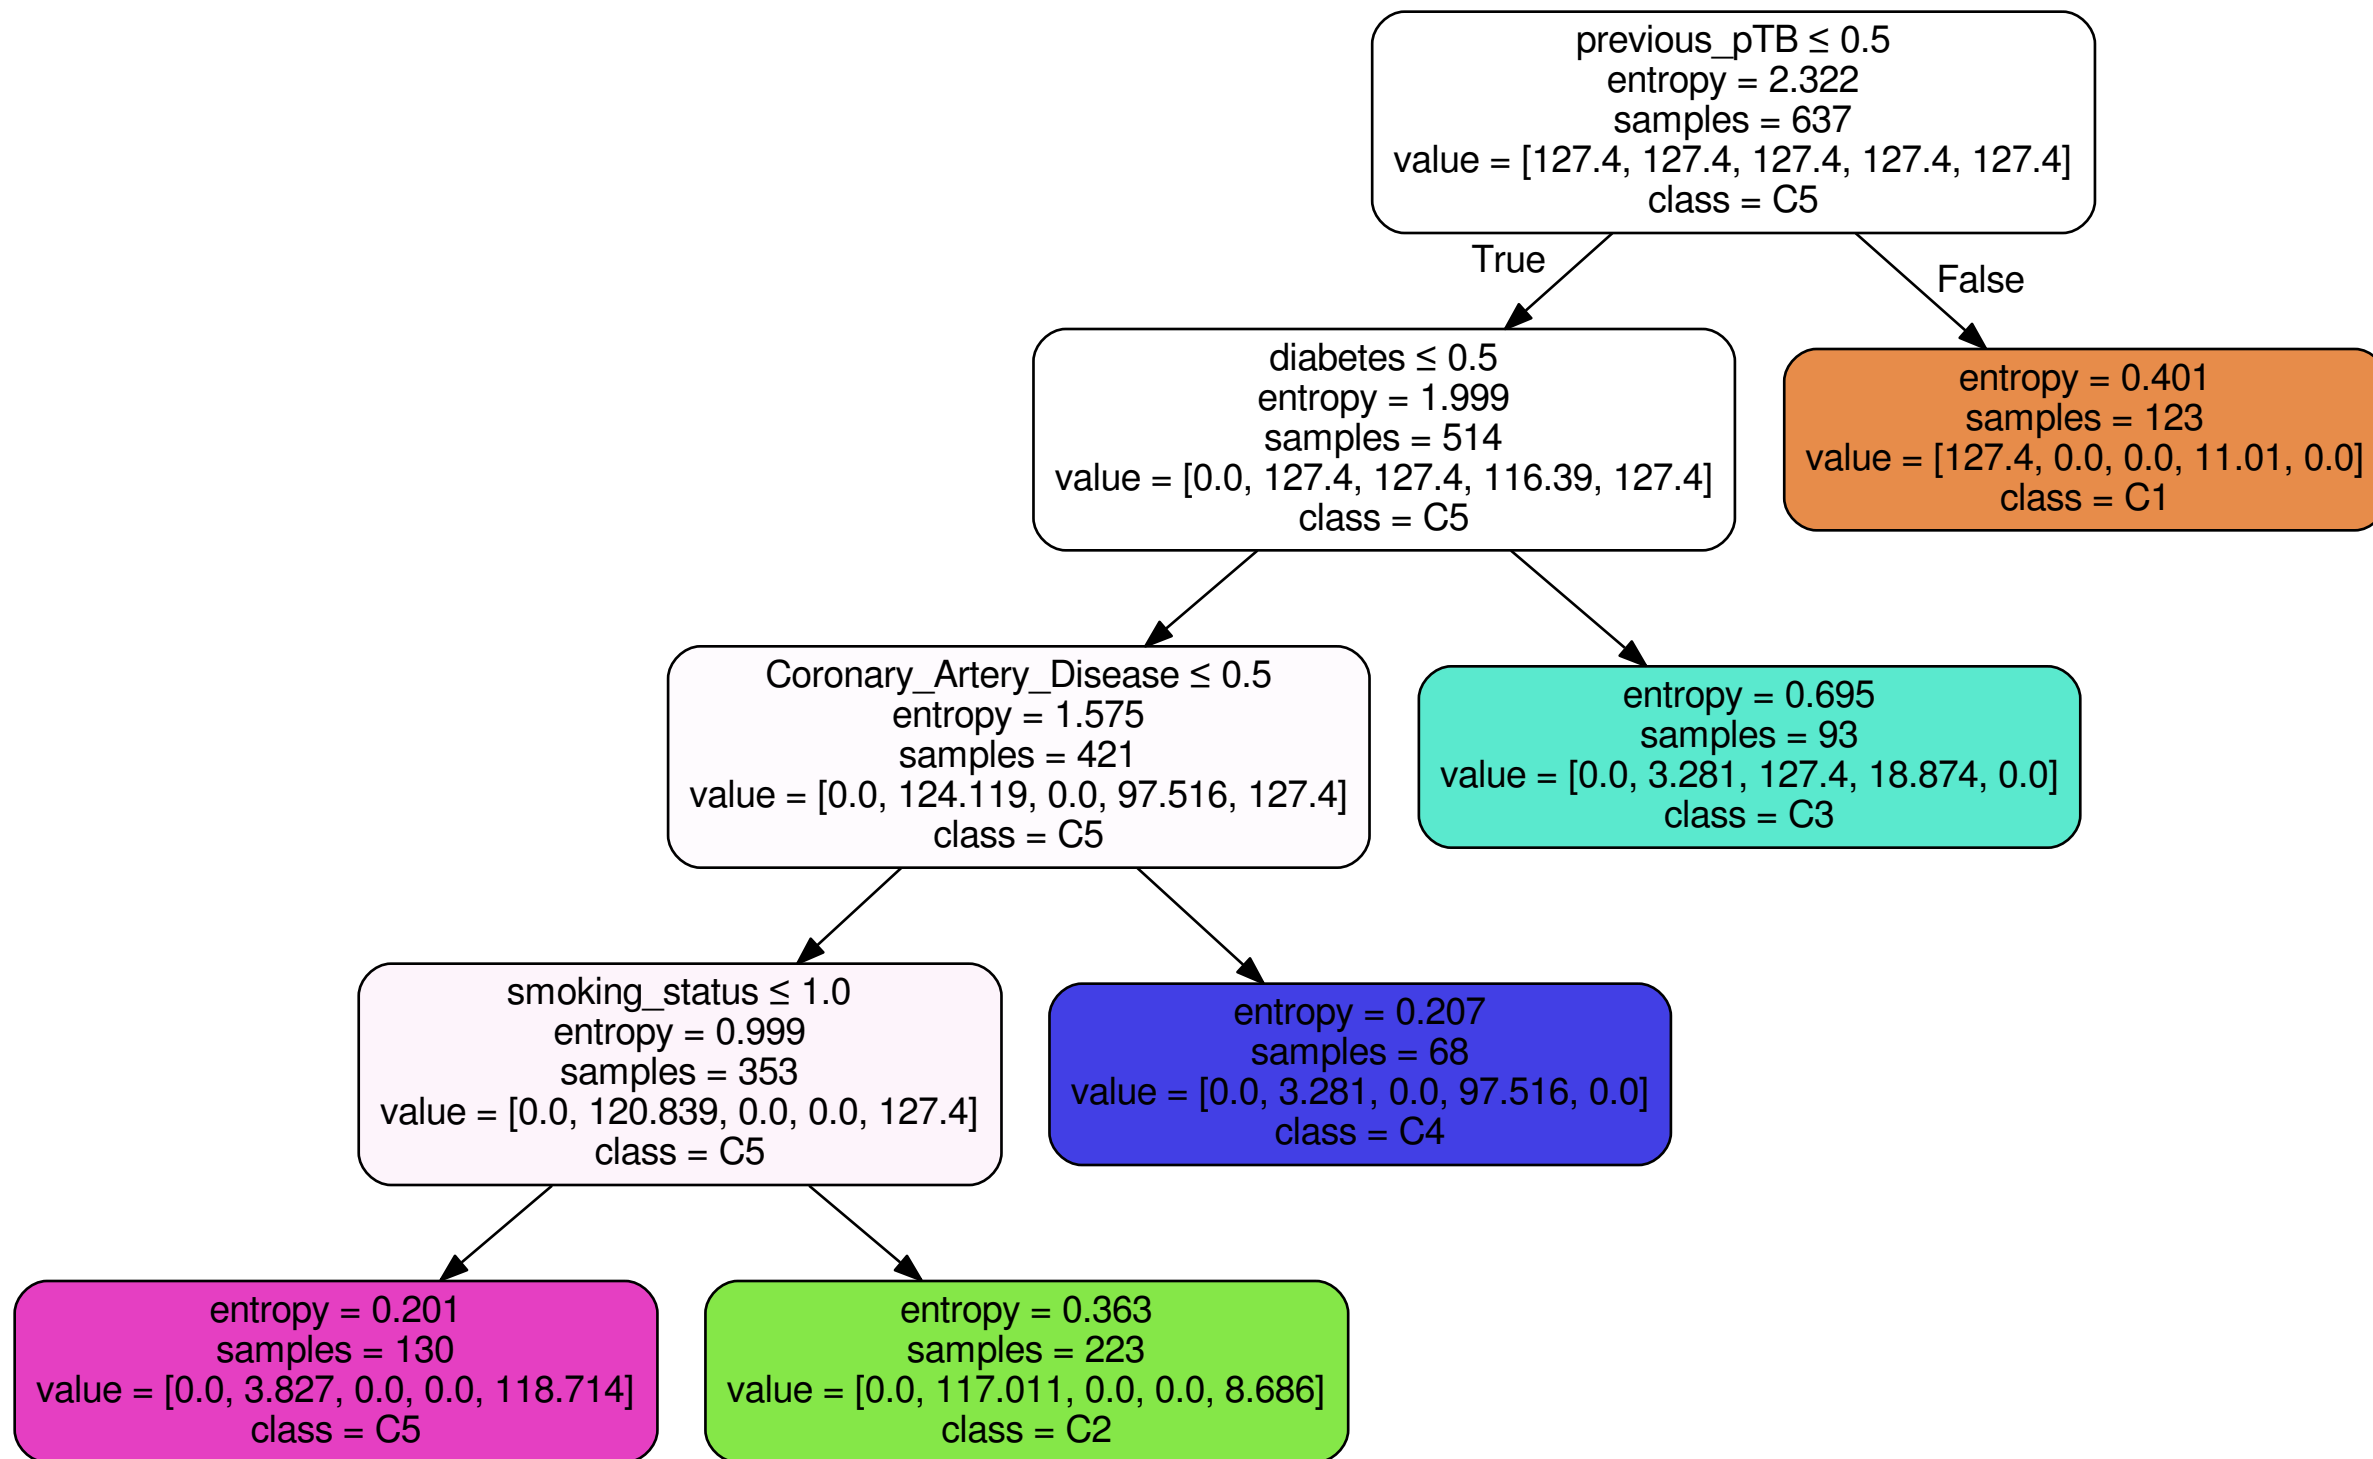 previous_pTB ≤ 0.5
entropy = 2.322
samples = 637
value = [127.4, 127.4, 127.4, 127.4, 127.4]
class = C5
True
False
diabetes ≤ 0.5
entropy = 1.999
samples = 514
value = [0.0, 127.4, 127.4, 116.39, 127.4]
class = C5
entropy = 0.401
samples = 123
value = [127.4, 0.0, 0.0, 11.01, 0.0]
class = C1
Coronary_Artery_Disease ≤ 0.5
entropy = 1.575
samples = 421
value = [0.0, 124.119, 0.0, 97.516, 127.4]
class = C5
entropy = 0.695
samples = 93
value = [0.0, 3.281, 127.4, 18.874, 0.0]
class = C3
smoking_status ≤ 1.0
entropy = 0.999
samples = 353
value = [0.0, 120.839, 0.0, 0.0, 127.4]
class = C5
entropy = 0.207
samples = 68
value = [0.0, 3.281, 0.0, 97.516, 0.0]
class = C4
entropy = 0.201
samples = 130
value = [0.0, 3.827, 0.0, 0.0, 118.714]
class = C5
entropy = 0.363
samples = 223
value = [0.0, 117.011, 0.0, 0.0, 8.686]
class = C2